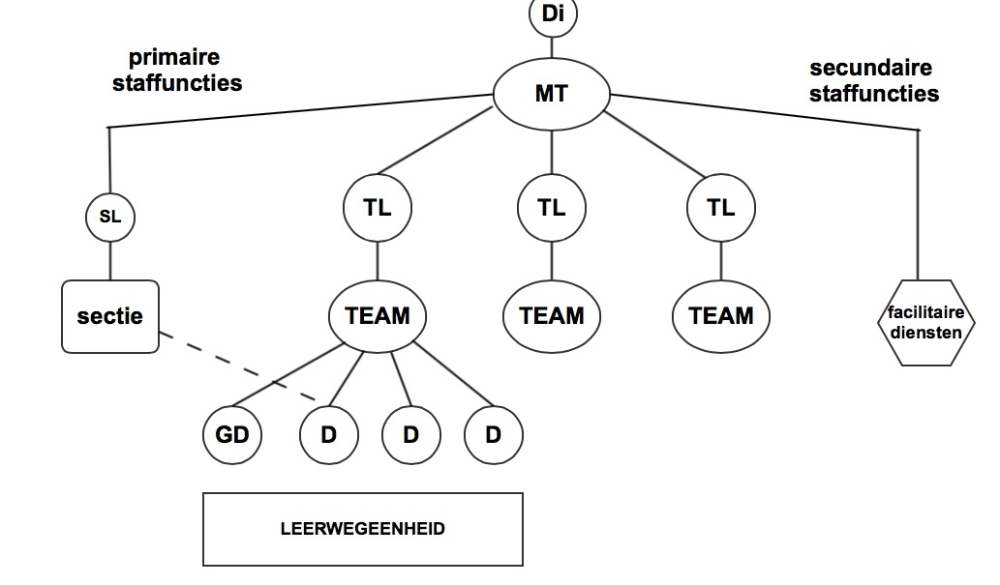 Di
primaire
staffuncties
secundaire
staffuncties
MT
SL
TL
TL
TL
sectie
TEAM
TEAM
TEAM
facilitaire
diensten
GD
D
D
D
LEERWEGEENHEID